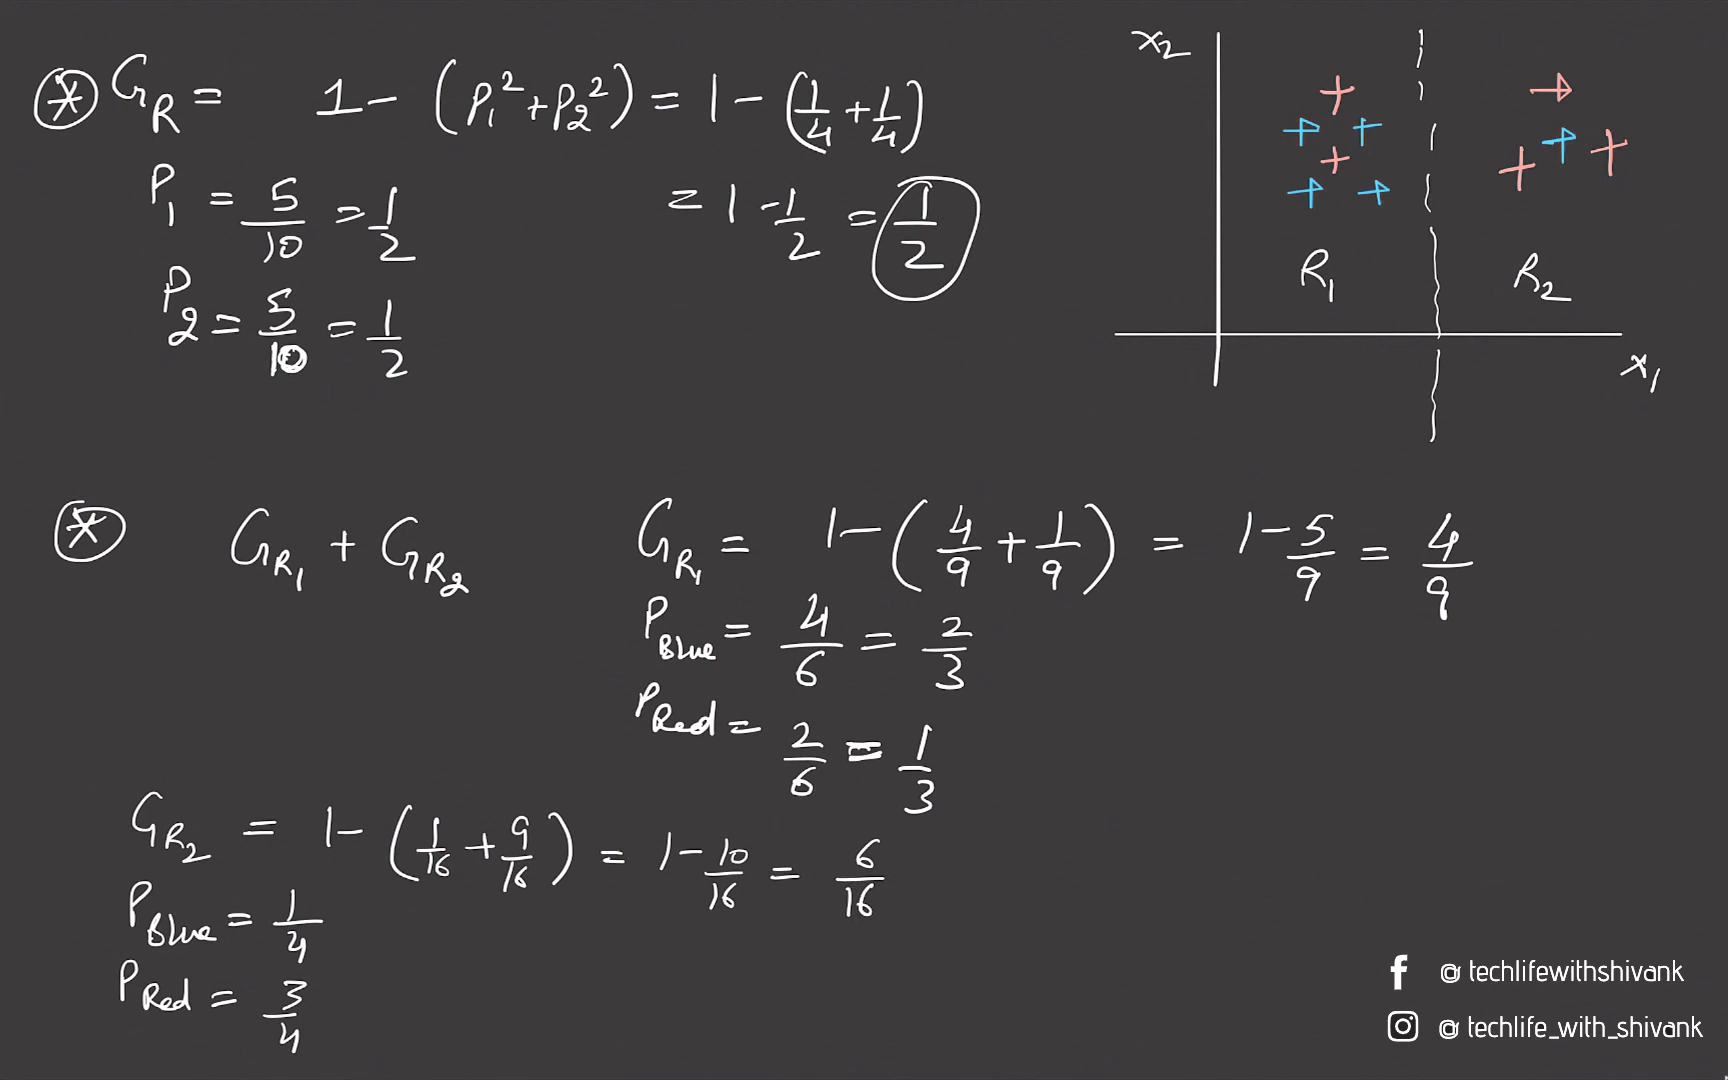 * G_R = 1 - (P₁² + P₂²) = 1 - (1/4 + 1/4)
P₁ = 5/10 = 1/2
= 1 - 1/2 = 1/2
P₂ = 5/10 = 1/2
x₂
R₁ R₂
x₁
* G_R₁ + G_R₂
G_R₁ = 1 - (4/9 + 1/9) = 1 - 5/9 = 4/9
P_Blue = 4/6 = 2/3
P_Red = 2/6 = 1/3
G_R₂ = 1 - (1/16 + 9/16) = 1 - 10/16 = 6/16
P_Blue = 1/4
P_Red = 3/4
f @ techlifewithshivank
@ techlife_with_shivank